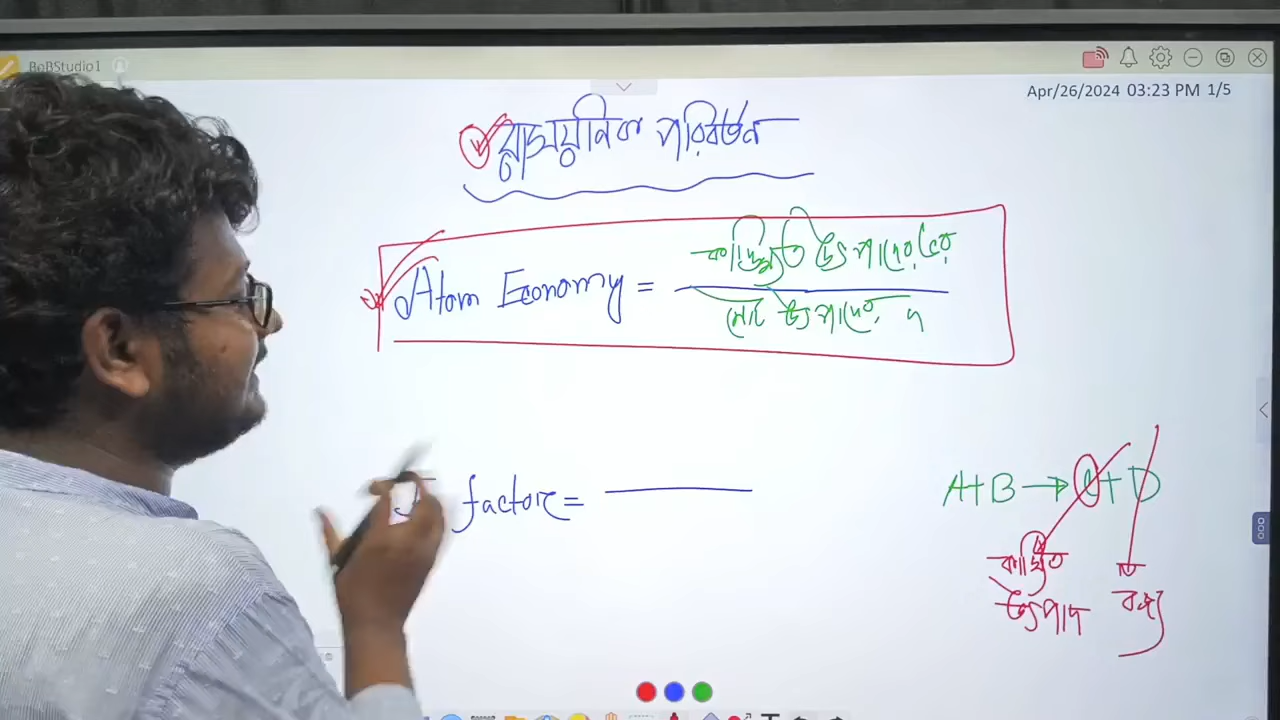 BoBStudio1
Apr/26/2024 03:23 PM 1/5
রাসায়নিক পরিবর্তন
Atom Economy = কাঙ্খিত উৎপাদের ভর
মোট উৎপাদের
factor =
A+B → C + D
কাঙ্খিত
উৎপাদ
বর্জ্য